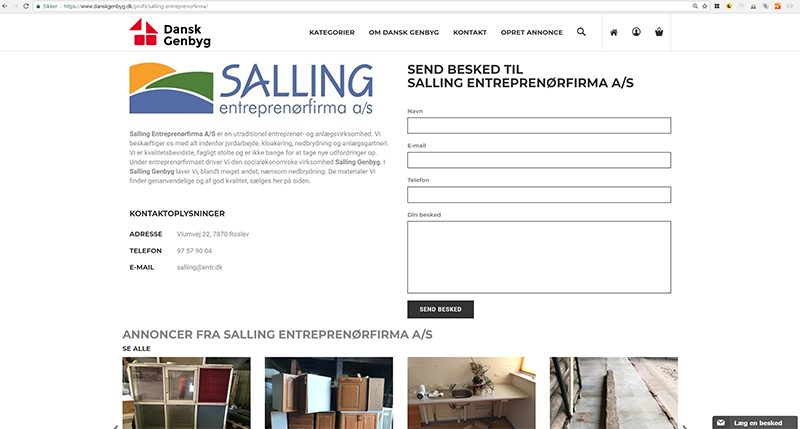 Sikker
https://www.danskgenbyg.dk/profil/salling-entreprenorfirma/
Dansk
Genbyg
KATEGORIER OM DANSK GENBYG KONTAKT OPRET ANNONCE
SALLING
entreprenørfirma a/s
Salling Entreprenørfirma A/S er en utraditionel entreprenør- og anlægsvirksomhed. Vi
beskæftiger os med alt indenfor jordarbejde, kloakering, nedbrydning og anlægsgartneri.
Vi er kvalitetsbevidste, fagligt stolte og er ikke bange for at tage nye udfordringer op.
Under entreprenørfirmaet driver Vi den socialøkonomiske virksomhed Salling Genbyg. I
Salling Genbyg laver Vi, blandt meget andet, nænsom nedbrydning. De materialer Vi
finder genanvendelige og af god kvalitet, sælges her på siden.
KONTAKTOPLYSNINGER
ADRESSE Vlumvej 22, 7870 Roslev
TELEFON 97 57 90 04
E-MAIL salling@entr.dk
SEND BESKED TIL
SALLING ENTREPRENØRFIRMA A/S
Navn
E-mail
Telefon
Din besked
SEND BESKED
ANNONCER FRA SALLING ENTREPRENØRFIRMA A/S
SE ALLE
Læg en besked